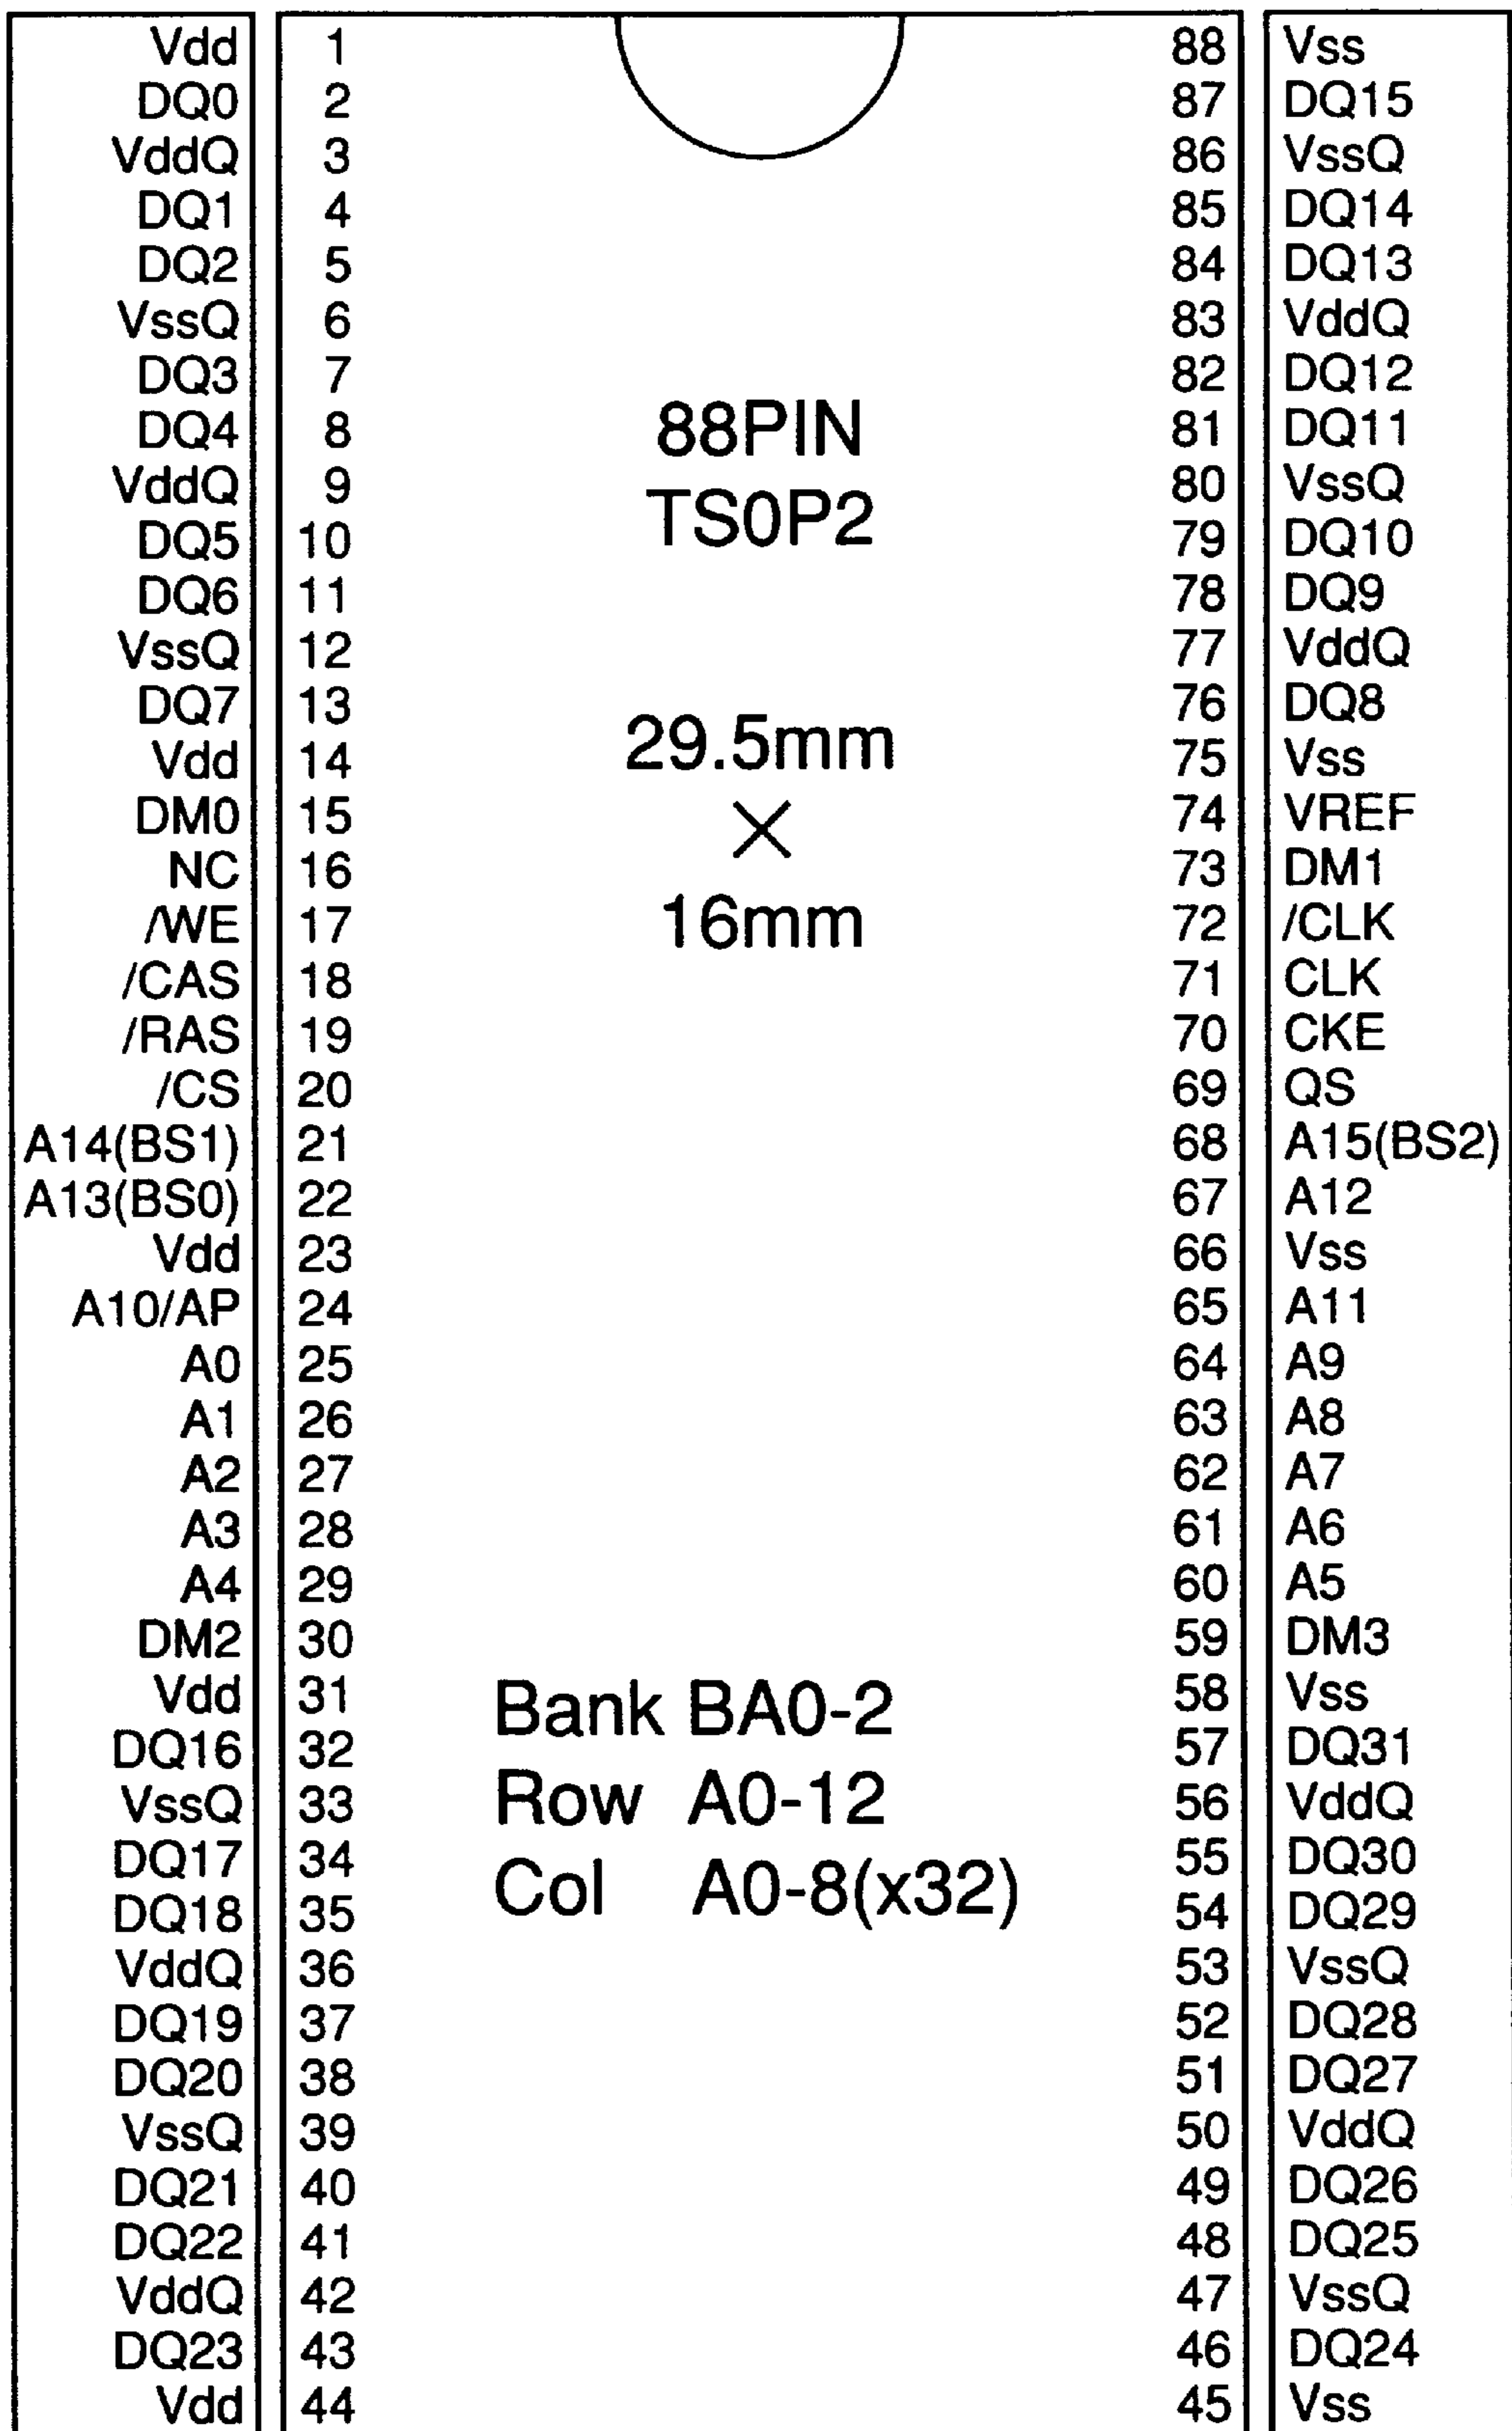 Vdd 1 88 Vss
DQ0 2 87 DQ15
VddQ 3 86 VssQ
DQ1 4 85 DQ14
DQ2 5 84 DQ13
VssQ 6 83 VddQ
DQ3 7 82 DQ12
DQ4 8 88PIN 81 DQ11
VddQ 9 80 VssQ
DQ5 10 TS0P2 79 DQ10
DQ6 11 78 DQ9
VssQ 12 77 VddQ
DQ7 13 76 DQ8
Vdd 14 29.5mm 75 Vss
DM0 15 × 74 VREF
NC 16 73 DM1
/WE 17 16mm 72 /CLK
/CAS 18 71 CLK
/RAS 19 70 CKE
/CS 20 69 QS
A14(BS1) 21 68 A15(BS2)
A13(BS0) 22 67 A12
Vdd 23 66 Vss
A10/AP 24 65 A11
A0 25 64 A9
A1 26 63 A8
A2 27 62 A7
A3 28 61 A6
A4 29 60 A5
DM2 30 59 DM3
Vdd 31 Bank BA0-2 58 Vss
DQ16 32 57 DQ31
VssQ 33 Row A0-12 56 VddQ
DQ17 34 55 DQ30
DQ18 35 Col A0-8(x32) 54 DQ29
VddQ 36 53 VssQ
DQ19 37 52 DQ28
DQ20 38 51 DQ27
VssQ 39 50 VddQ
DQ21 40 49 DQ26
DQ22 41 48 DQ25
VddQ 42 47 VssQ
DQ23 43 46 DQ24
Vdd 44 45 Vss